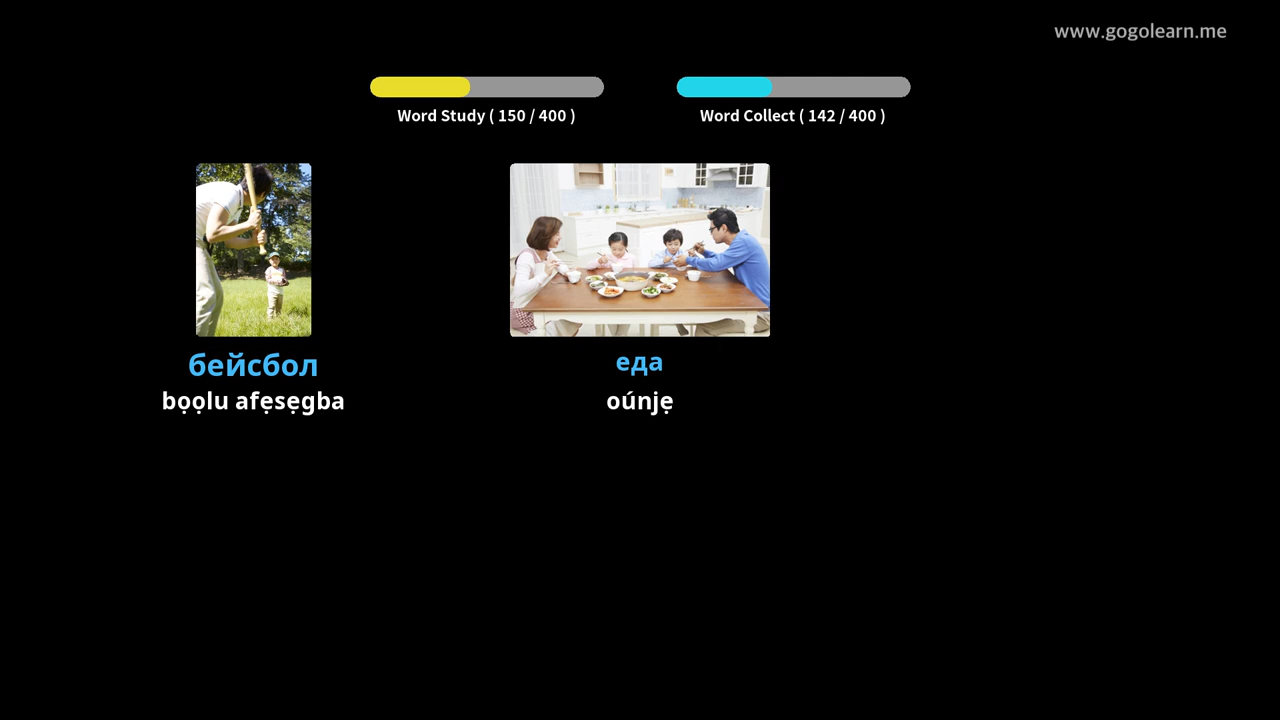 www.gogolearn.me
Word Study ( 150 / 400 )
Word Collect ( 142 / 400 )
бейсбол
bọọlu afẹsẹgba
еда
oúnjẹ